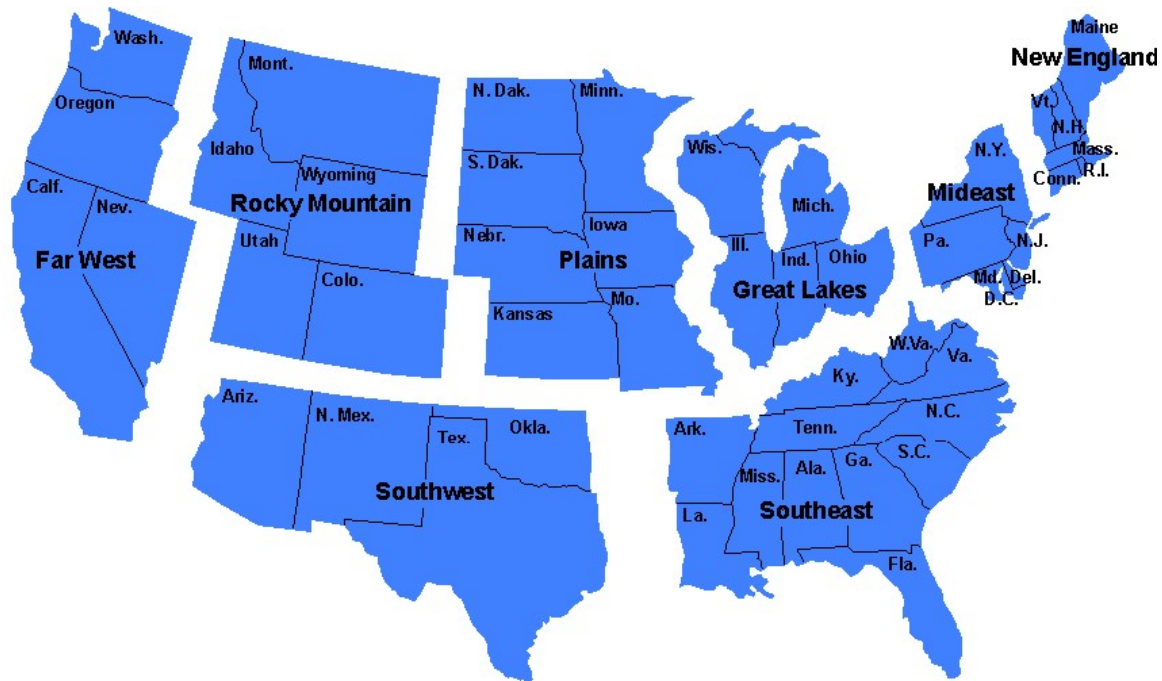 Maine
New England
Wash.
Mont.
N. Dak.
Minn.
Oregon
Vt.
N.H.
Idaho
Wis.
N.Y.
Mass.
S. Dak.
Wyoming
R.I.
Conn.
Calf.
Nev.
Rocky Mountain
Mich.
Mideast
Utah
Nebr.
Iowa
Ill.
Ind.
Ohio
Pa.
N.J.
Far West
Plains
Colo.
Great Lakes
Md.
Del.
D.C.
Kansas
Mo.
W.Va.
Va.
Ky.
Ariz.
N. Mex.
Tex.
Okla.
Ark.
Tenn.
N.C.
S.C.
Miss.
Ala.
Ga.
Southwest
La.
Southeast
Fla.